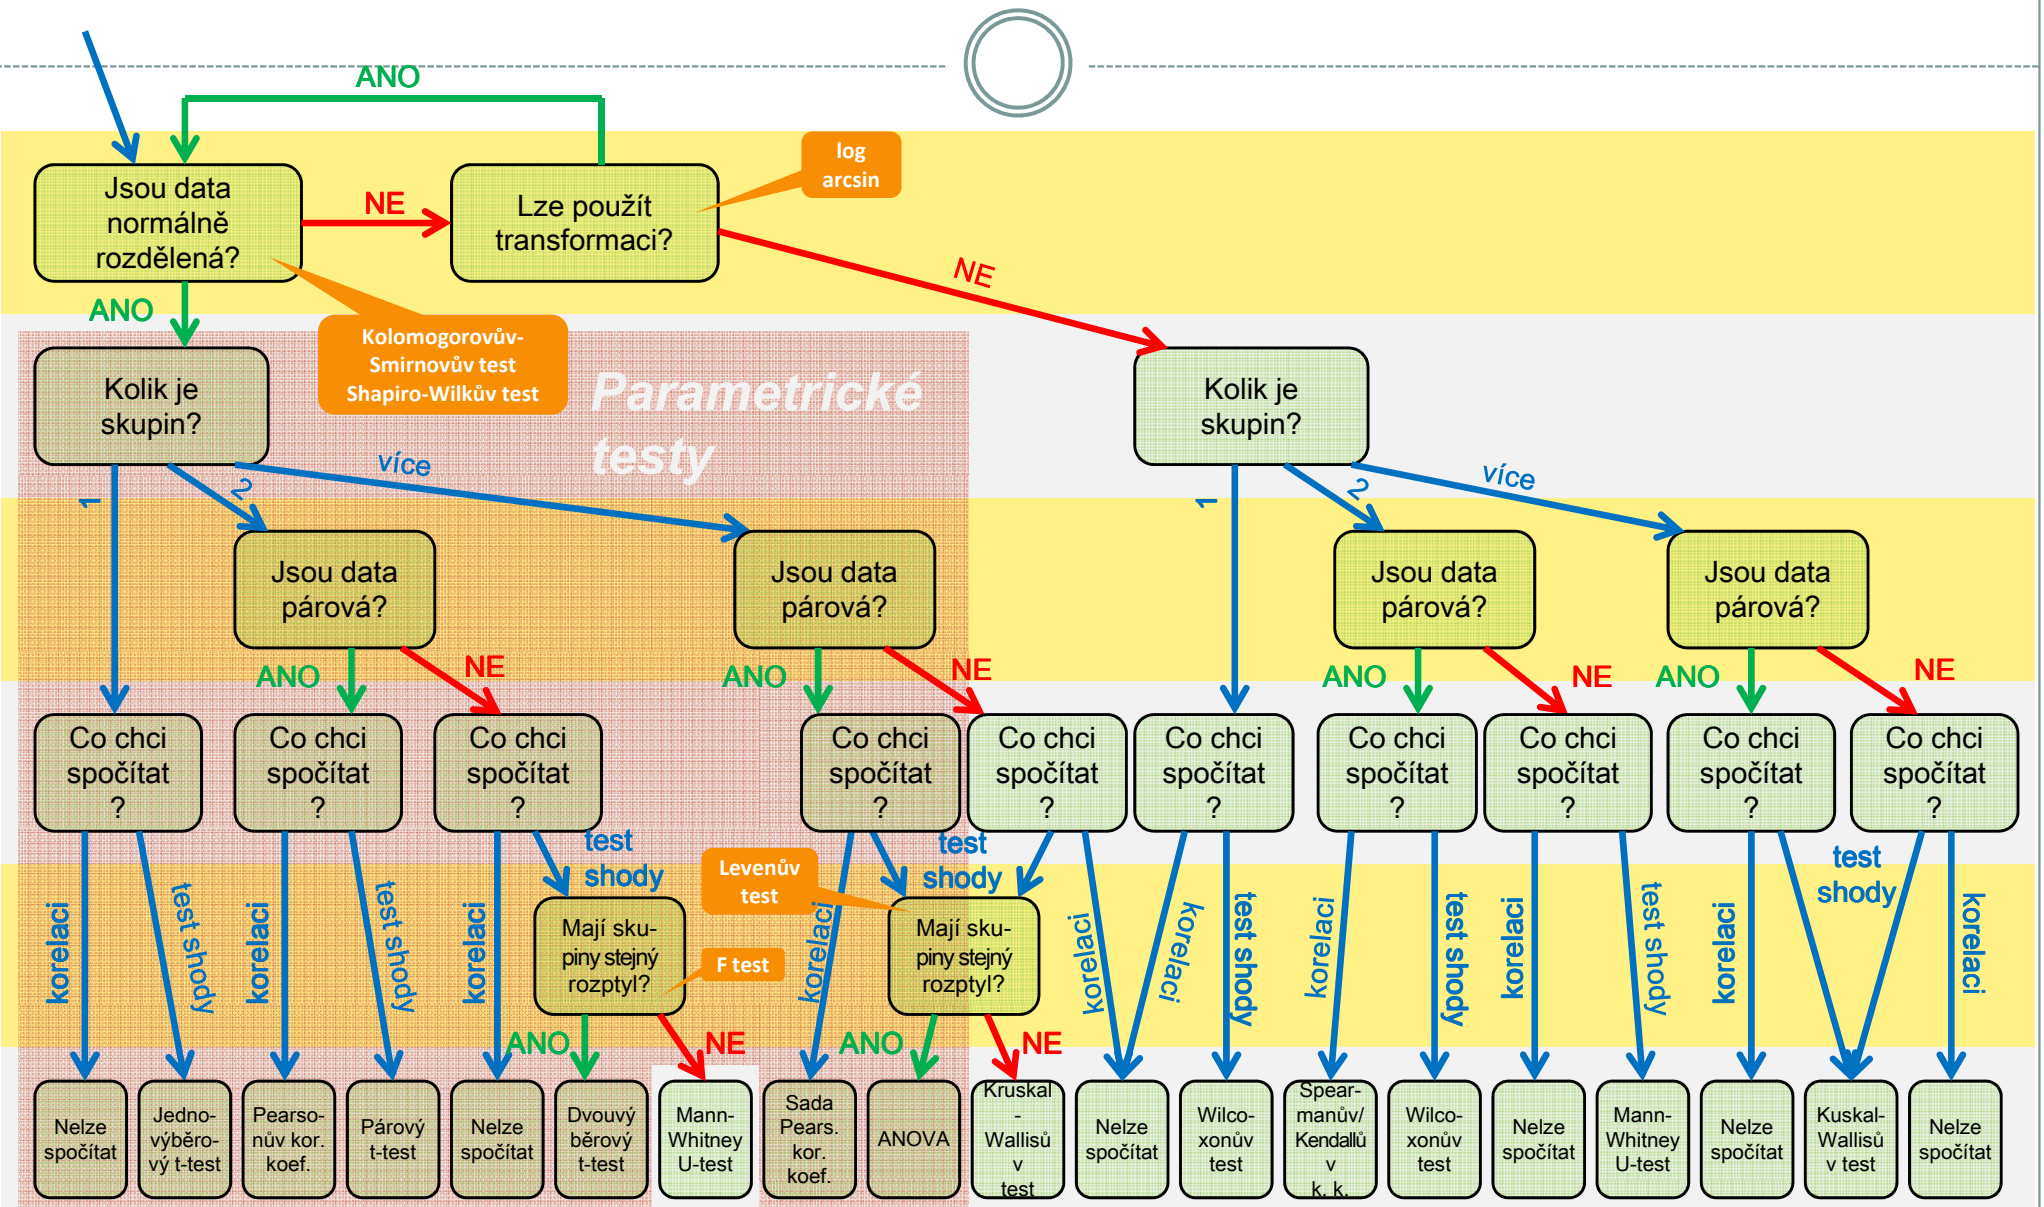 ANO
log
arcsin
Jsou data
normálně
rozdělená?
NE
Lze použít
transformaci?
NE
ANO
Kolomogorovův-
Smirnovův test
Shapiro-Wilkův test
Parametrické
testy
Kolik je
skupin?
Kolik je
skupin?
1
2
více
1
2
více
Jsou data
párová?
Jsou data
párová?
Jsou data
párová?
Jsou data
párová?
ANO
NE
ANO
NE
ANO
NE
ANO
NE
Co chci
spočítat
?
Co chci
spočítat
?
Co chci
spočítat
?
Co chci
spočítat
?
Co chci
spočítat
?
Co chci
spočítat
?
Co chci
spočítat
?
Co chci
spočítat
?
Co chci
spočítat
?
Co chci
spočítat
?
korelaci
test shody
korelaci
test shody
korelaci
test
shody
Levenův
test
korelaci
test
shody
korelaci
korelaci
test shody
korelaci
test shody
korelaci
test shody
korelaci
test
shody
korelaci
Mají sku-
piny stejný
rozptyl?
F test
Mají sku-
piny stejný
rozptyl?
ANO
NE
ANO
NE
Nelze
spočítat
Jedno-
výběro-
vý t-test
Pearso-
nův kor.
koef.
Párový
t-test
Nelze
spočítat
Dvouvý
běrový
t-test
Mann-
Whitney
U-test
Sada
Pears.
kor.
koef.
ANOVA
Kruskal
-
Wallisů
v
test
Nelze
spočítat
Wilco-
xonův
test
Spear-
manův/
Kendallů
v
k. k.
Wilco-
xonův
test
Nelze
spočítat
Mann-
Whitney
U-test
Nelze
spočítat
Kuskal-
Wallisů
v test
Nelze
spočítat